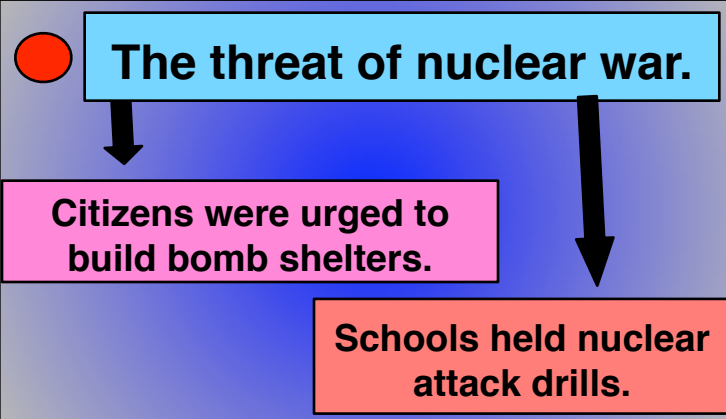 The threat of nuclear war.
Citizens were urged to
build bomb shelters.
Schools held nuclear
attack drills.